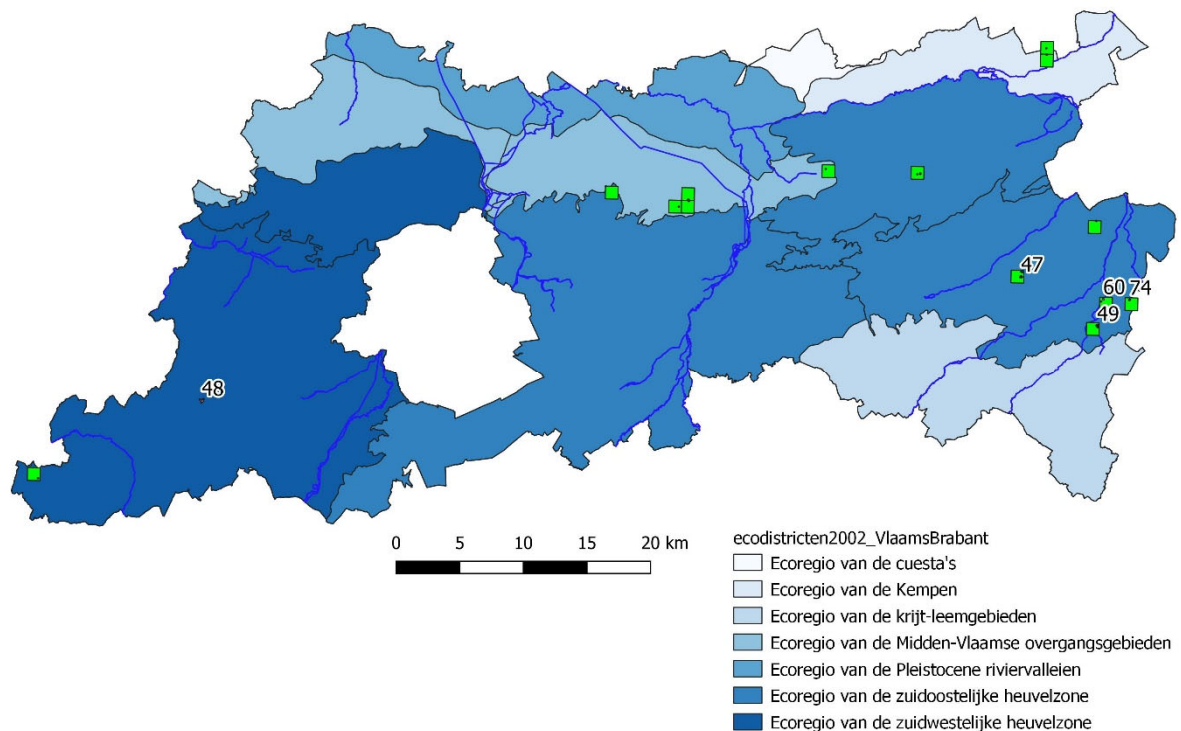 47
60 74
49
48
0 5 10 15 20 km
ecodistricten2002_VlaamsBrabant
Ecoregio van de cuesta's
Ecoregio van de Kempen
Ecoregio van de krijt-leemgebieden
Ecoregio van de Midden-Vlaamse overgangsgebieden
Ecoregio van de Pleistocene riviervalleien
Ecoregio van de zuidoostelijke heuvelzone
Ecoregio van de zuidwestelijke heuvelzone